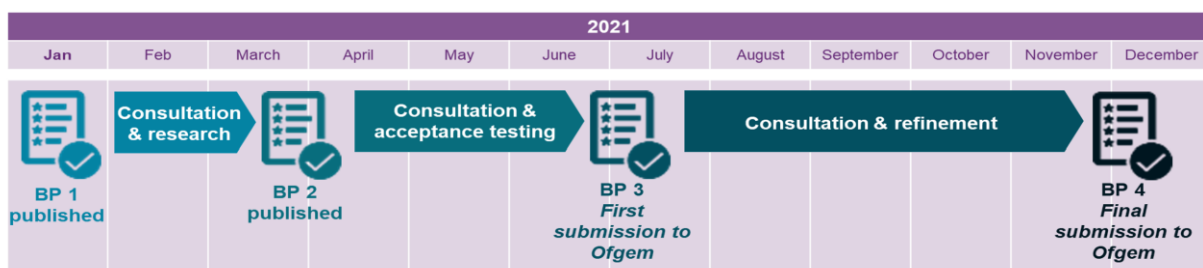 2021
Jan Feb March April May June July August September October November December
Consultation
& research
Consultation &
acceptance testing
Consultation & refinement
BP 1
published
BP 2
published
BP 3
First
submission to
Ofgem
BP 4
Final
submission to
Ofgem